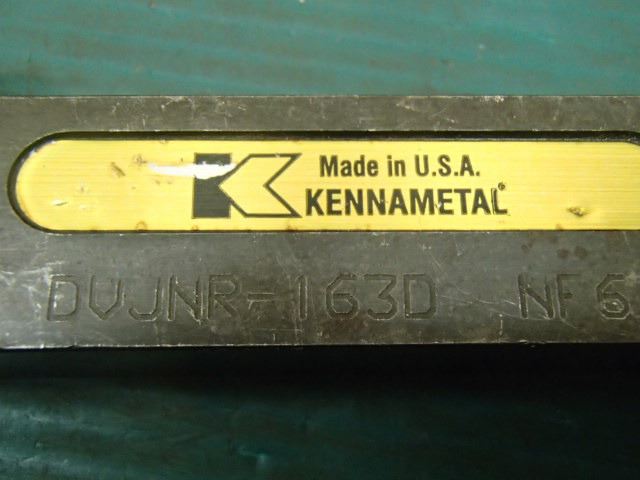 Made in U.S.A.
KENNAMETAL®
DVJNR-163D NF6